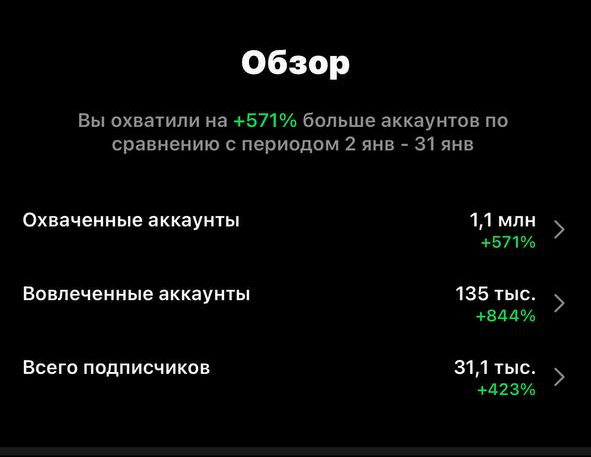 Обзор
Вы охватили на +571% больше аккаунтов по
сравнению с периодом 2 янв - 31 янв
Охваченные аккаунты 1,1 млн
+571%
Вовлеченные аккаунты 135 тыс.
+844%
Всего подписчиков 31,1 тыс.
+423%